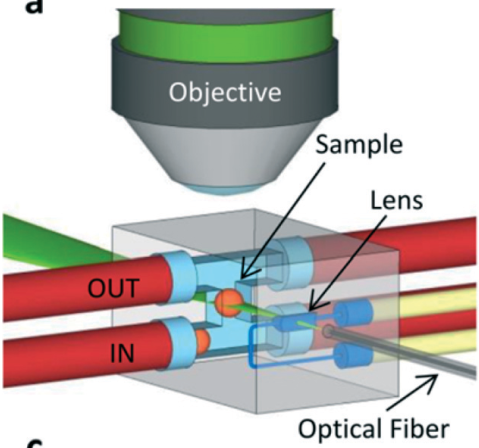 a
Objective
Sample
Lens
OUT
IN
Optical Fiber
c